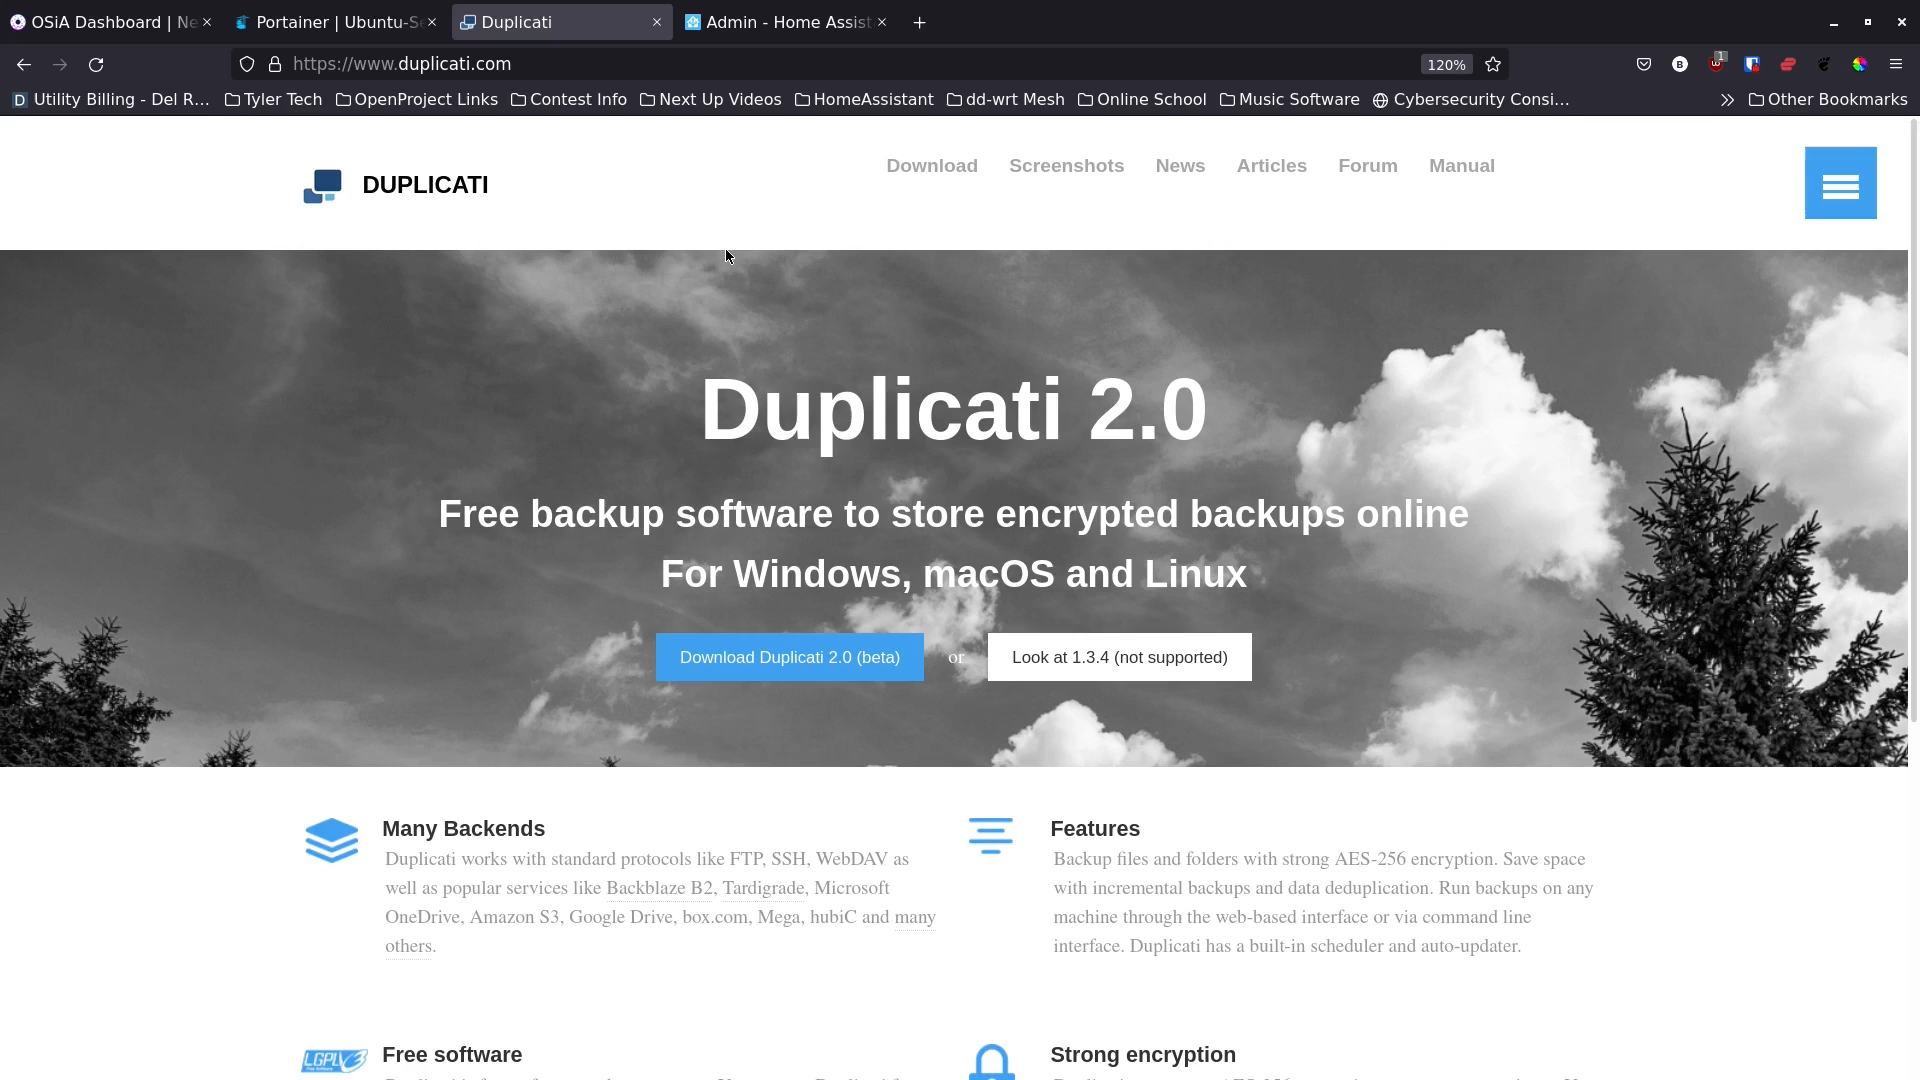 OSiA Dashboard | Ne
Portainer | Ubuntu-Se
Duplicati
Admin - Home Assist
https://www.duplicati.com
120%
1
Utility Billing - Del R...
Tyler Tech
OpenProject Links
Contest Info
Next Up Videos
HomeAssistant
dd-wrt Mesh
Online School
Music Software
Cybersecurity Consi...
Other Bookmarks
DUPLICATI
Download
Screenshots
News
Articles
Forum
Manual
Duplicati 2.0
Free backup software to store encrypted backups online
For Windows, macOS and Linux
Download Duplicati 2.0 (beta)
or
Look at 1.3.4 (not supported)
Many Backends
Duplicati works with standard protocols like FTP, SSH, WebDAV as
well as popular services like Backblaze B2, Tardigrade, Microsoft
OneDrive, Amazon S3, Google Drive, box.com, Mega, hubiC and many
others.
Features
Backup files and folders with strong AES-256 encryption. Save space
with incremental backups and data deduplication. Run backups on any
machine through the web-based interface or via command line
interface. Duplicati has a built-in scheduler and auto-updater.
LGPLV3
Free software
Strong encryption